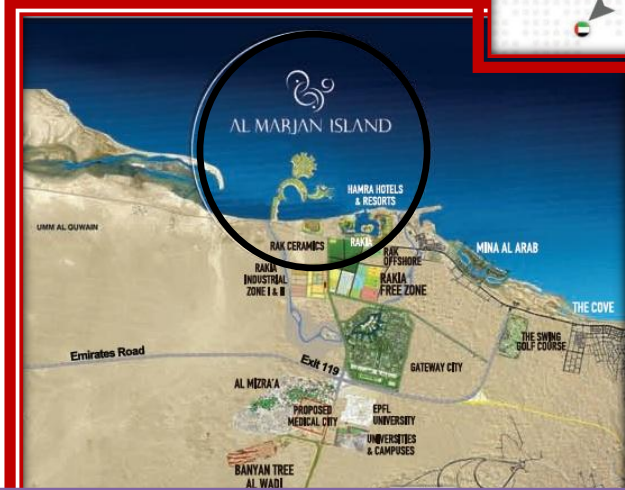 AL MARJAN ISLAND
HAMRA HOTELS
& RESORTS
UMM AL QUWAIN
RAK CERAMICS
RAKIA
RAK
OFFSHORE
MINA AL ARAB
RAKIA
INDUSTRIAL
ZONE I & II
RAKIA
FREE ZONE
THE COVE
THE SWING
GOLF COURSE
Emirates Road
Exit 119
GATEWAY CITY
AL MIZRA'A
PROPOSED
MEDICAL CITY
EPFL
UNIVERSITY
UNIVERSITIES
& CAMPUSES
BANYAN TREE
AL WADI